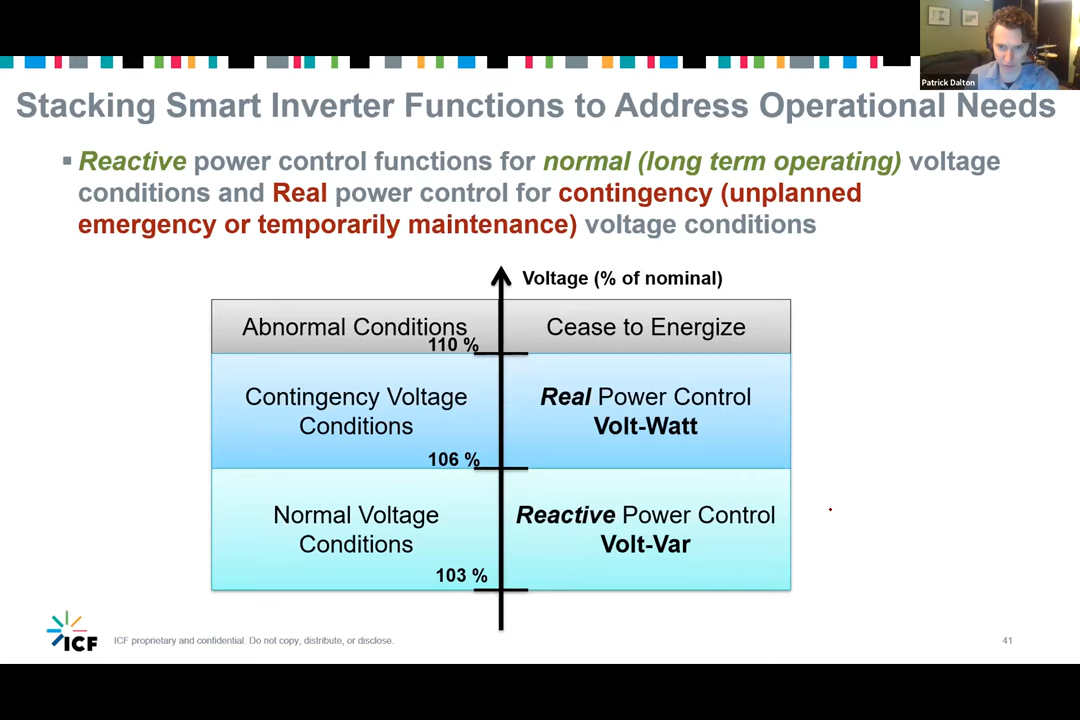 Patrick Dalton
Stacking Smart Inverter Functions to Address Operational Needs
▪ Reactive power control functions for normal (long term operating) voltage
conditions and Real power control for contingency (unplanned
emergency or temporarily maintenance) voltage conditions
Voltage (% of nominal)
Abnormal Conditions
Cease to Energize
110 %
Contingency Voltage
Conditions
Real Power Control
Volt-Watt
106 %
Normal Voltage
Conditions
Reactive Power Control
Volt-Var
103 %
ICF
ICF proprietary and confidential. Do not copy, distribute, or disclose.
41